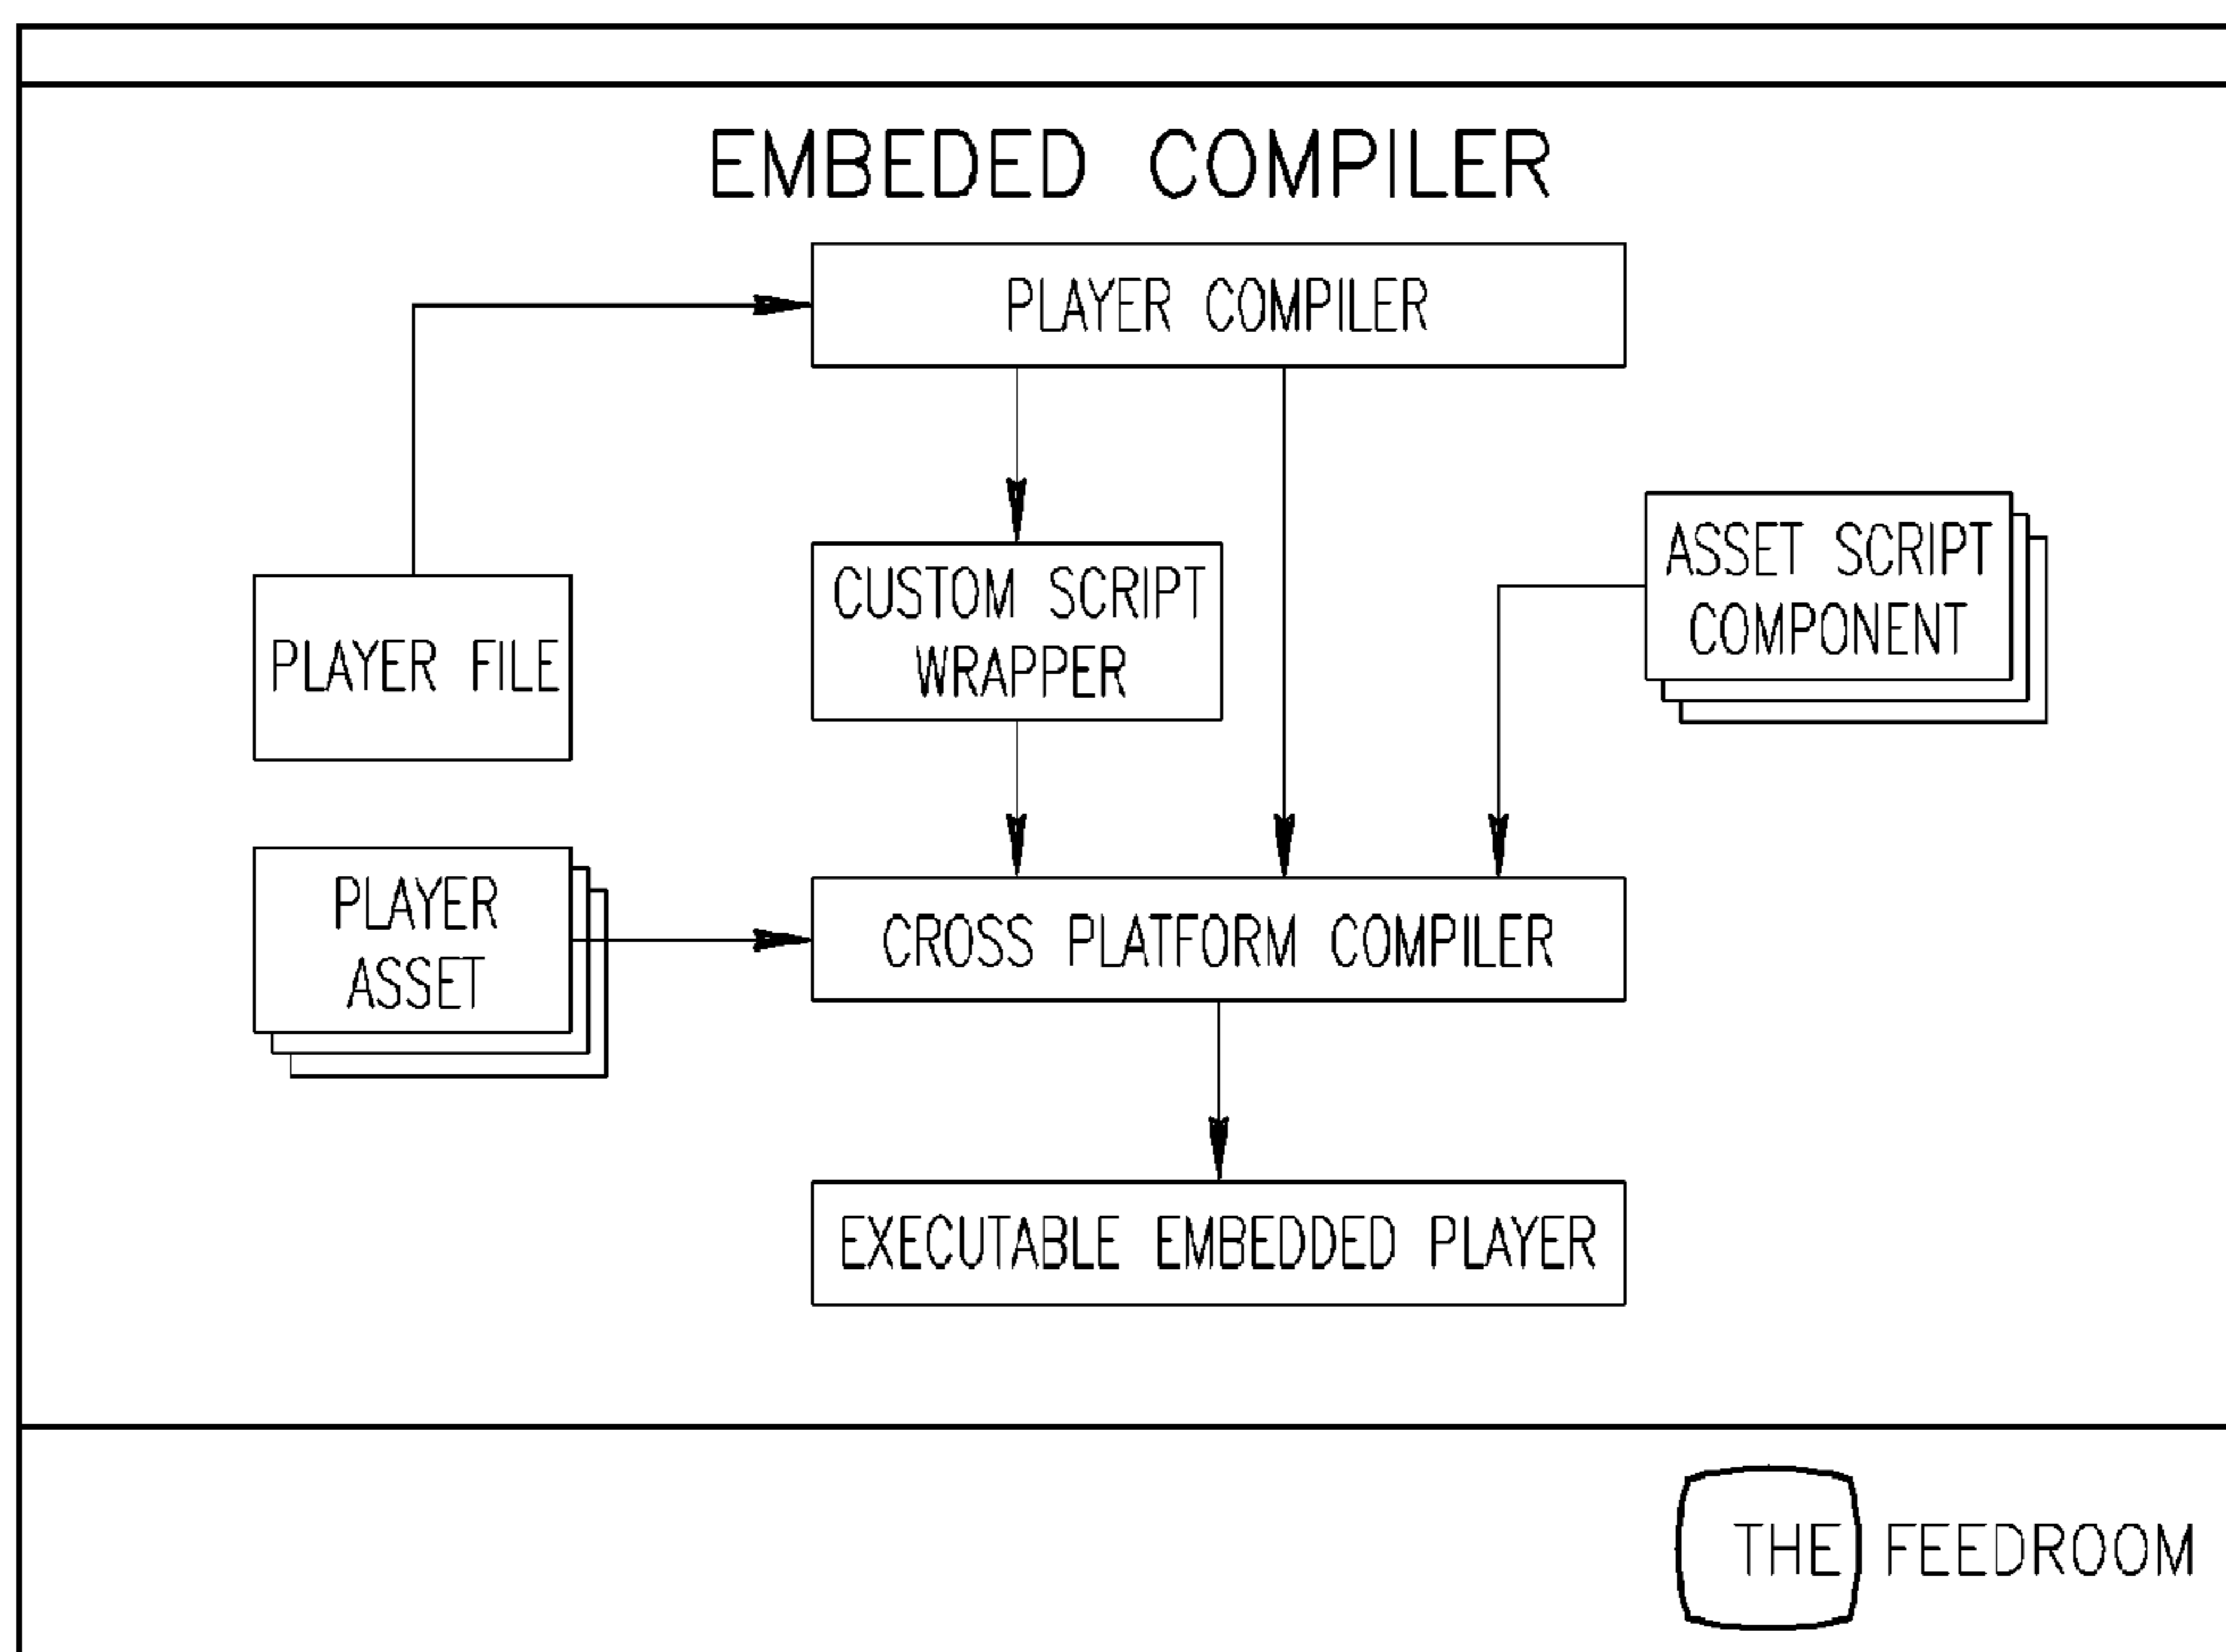 EMBEDED COMPILER
PLAYER COMPILER
CUSTOM SCRIPT
WRAPPER
ASSET SCRIPT
COMPONENT
PLAYER FILE
PLAYER
ASSET
CROSS PLATFORM COMPILER
EXECUTABLE EMBEDDED PLAYER
THE FEEDROOM